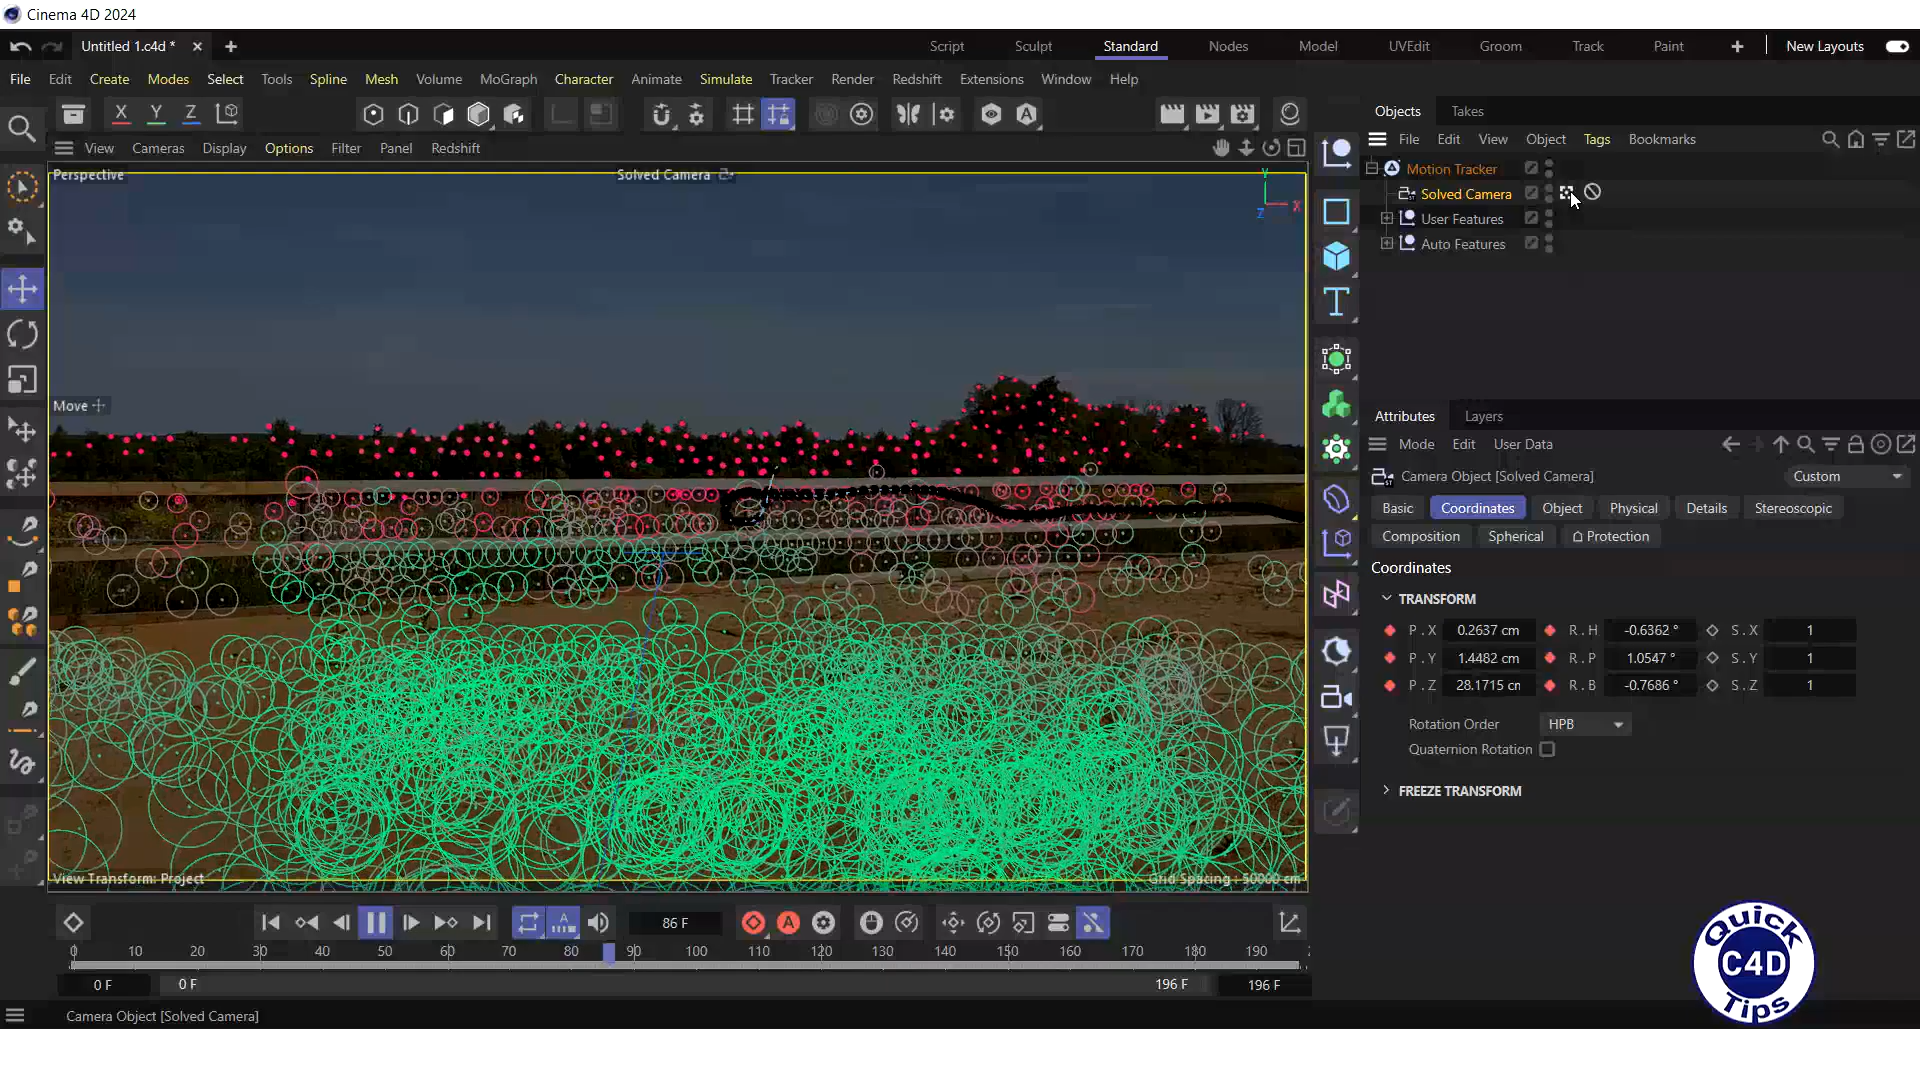 Cinema 4D 2024
Untitled 1.c4d *
Script Sculpt Standard Nodes Model UVEdit Groom Track Paint New Layouts
File Edit Create Modes Select Tools Spline Mesh Volume MoGraph Character Animate Simulate Tracker Render Redshift Extensions Window Help
X Y Z
Objects Takes
File Edit View Object Tags Bookmarks
View Cameras Display Options Filter Panel Redshift
Perspective
Solved Camera
Y
X
Z
Move
View Transform: Project
Grid Spacing : 50000 cm
Motion Tracker
Solved Camera
User Features
Auto Features
Attributes Layers
Mode Edit User Data
Camera Object [Solved Camera]
Custom
Basic Coordinates Object Physical Details Stereoscopic
Composition Spherical Protection
Coordinates
TRANSFORM
P . X 0.2637 cm R . H -0.6362 ° S . X 1
P . Y 1.4482 cm R . P 1.0547 ° S . Y 1
P . Z 28.1715 cm R . B -0.7686 ° S . Z 1
Rotation Order HPB
Quaternion Rotation
FREEZE TRANSFORM
86 F
0 10 20 30 40 50 60 70 80 90 100 110 120 130 140 150 160 170 180 190
0 F 0 F 196 F 196 F
Camera Object [Solved Camera]
Quick
C4D
Tips